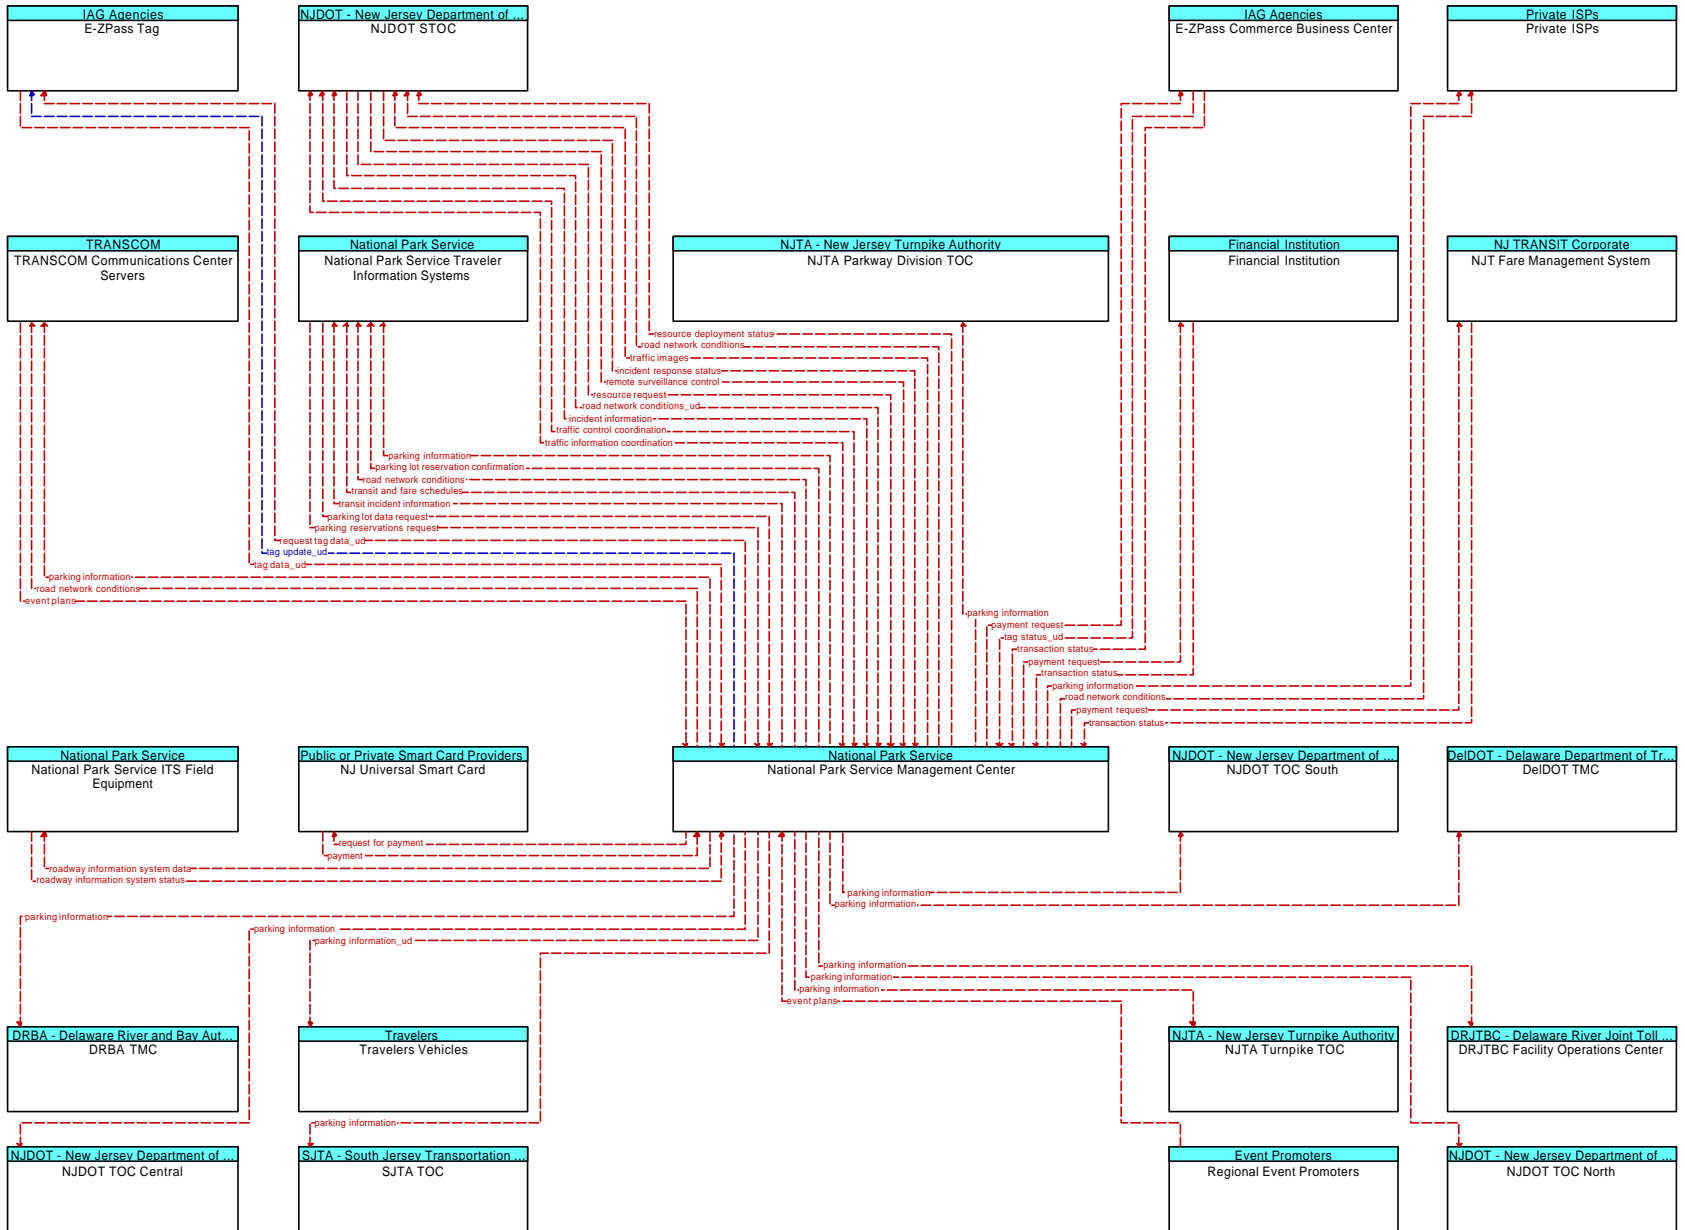 IAG Agencies
E-ZPass Tag
NJDOT - New Jersey Department of ...
NJDOT STOC
IAG Agencies
E-ZPass Commerce Business Center
Private ISPs
Private ISPs
TRANSCOM
TRANSCOM Communications Center
Servers
National Park Service
National Park Service Traveler
Information Systems
NJTA - New Jersey Turnpike Authority
NJTA Parkway Division TOC
Financial Institution
Financial Institution
NJ TRANSIT Corporate
NJT Fare Management System
resource deployment status
road network conditions
traffic images
incident response status
remote surveillance control
resource request
road network conditions_ud
incident information
traffic control coordination
traffic information coordination
parking information
parking lot reservation confirmation
road network conditions
transit and fare schedules
transit incident information
parking lot data request
parking reservations request
request tag data_ud
tag update_ud
tag data_ud
parking information
road network conditions
event plans
parking information
payment request
tag status_ud
transaction status
payment request
transaction status
parking information
road network conditions
payment request
transaction status
National Park Service
National Park Service ITS Field
Equipment
Public or Private Smart Card Providers
NJ Universal Smart Card
National Park Service
National Park Service Management Center
NJDOT - New Jersey Department of ...
NJDOT TOC South
DelDOT - Delaware Department of Tr...
DelDOT TMC
request for payment
payment
roadway information system data
roadway information system status
parking information
parking information
parking information
parking information
parking information_ud
parking information
parking information
parking information
event plans
DRBA - Delaware River and Bay Aut...
DRBA TMC
Travelers
Travelers Vehicles
NJTA - New Jersey Turnpike Authority
NJTA Turnpike TOC
DRJTBC - Delaware River Joint Toll ...
DRJTBC Facility Operations Center
parking information
NJDOT - New Jersey Department of ...
NJDOT TOC Central
SJTA - South Jersey Transportation ...
SJTA TOC
Event Promoters
Regional Event Promoters
NJDOT - New Jersey Department of ...
NJDOT TOC North